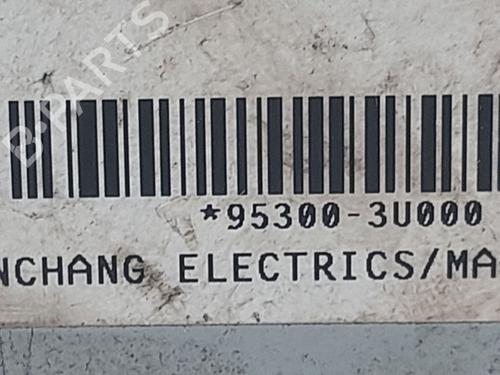 B-PARTS
*95300-3U000
NCHANG ELECTRICS/MA